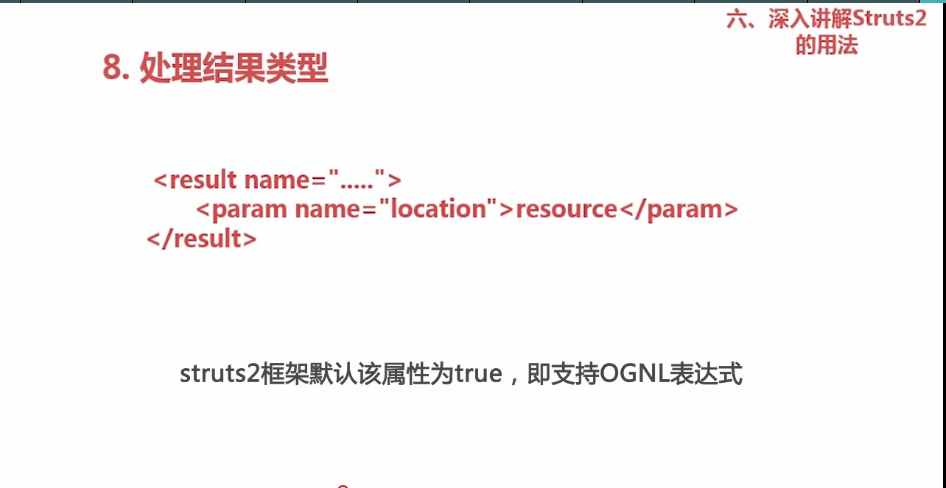 六、深入讲解Struts2
的用法
8. 处理结果类型
<result name=".....">
<param name="location">resource</param>
</result>
struts2框架默认该属性为true，即支持OGNL表达式